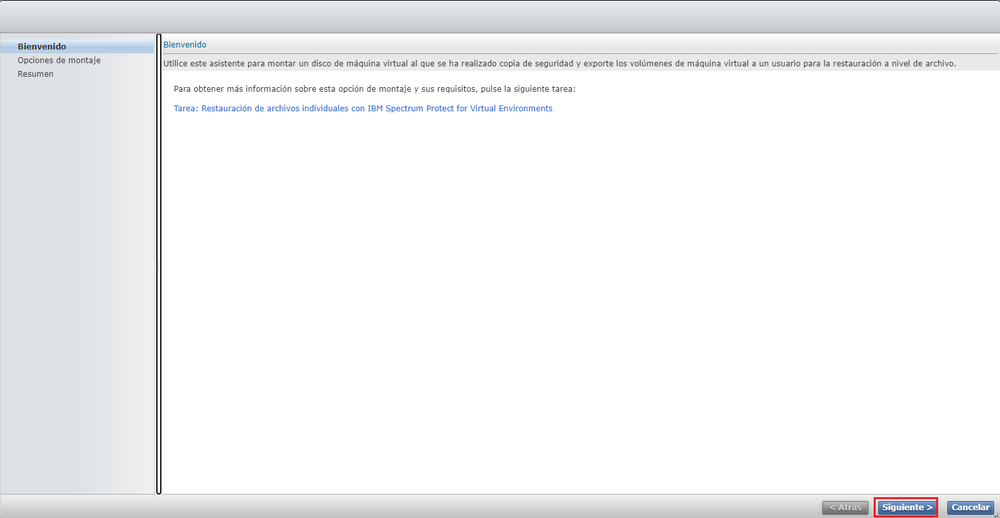 Bienvenido
Opciones de montaje
Resumen
Bienvenido
Utilice este asistente para montar un disco de máquina virtual al que se ha realizado copia de seguridad y exporte los volúmenes de máquina virtual a un usuario para la restauración a nivel de archivo.
Para obtener más información sobre esta opción de montaje y sus requisitos, pulse la siguiente tarea:
Tarea: Restauración de archivos individuales con IBM Spectrum Protect for Virtual Environments
< Atrás Siguiente > Cancelar